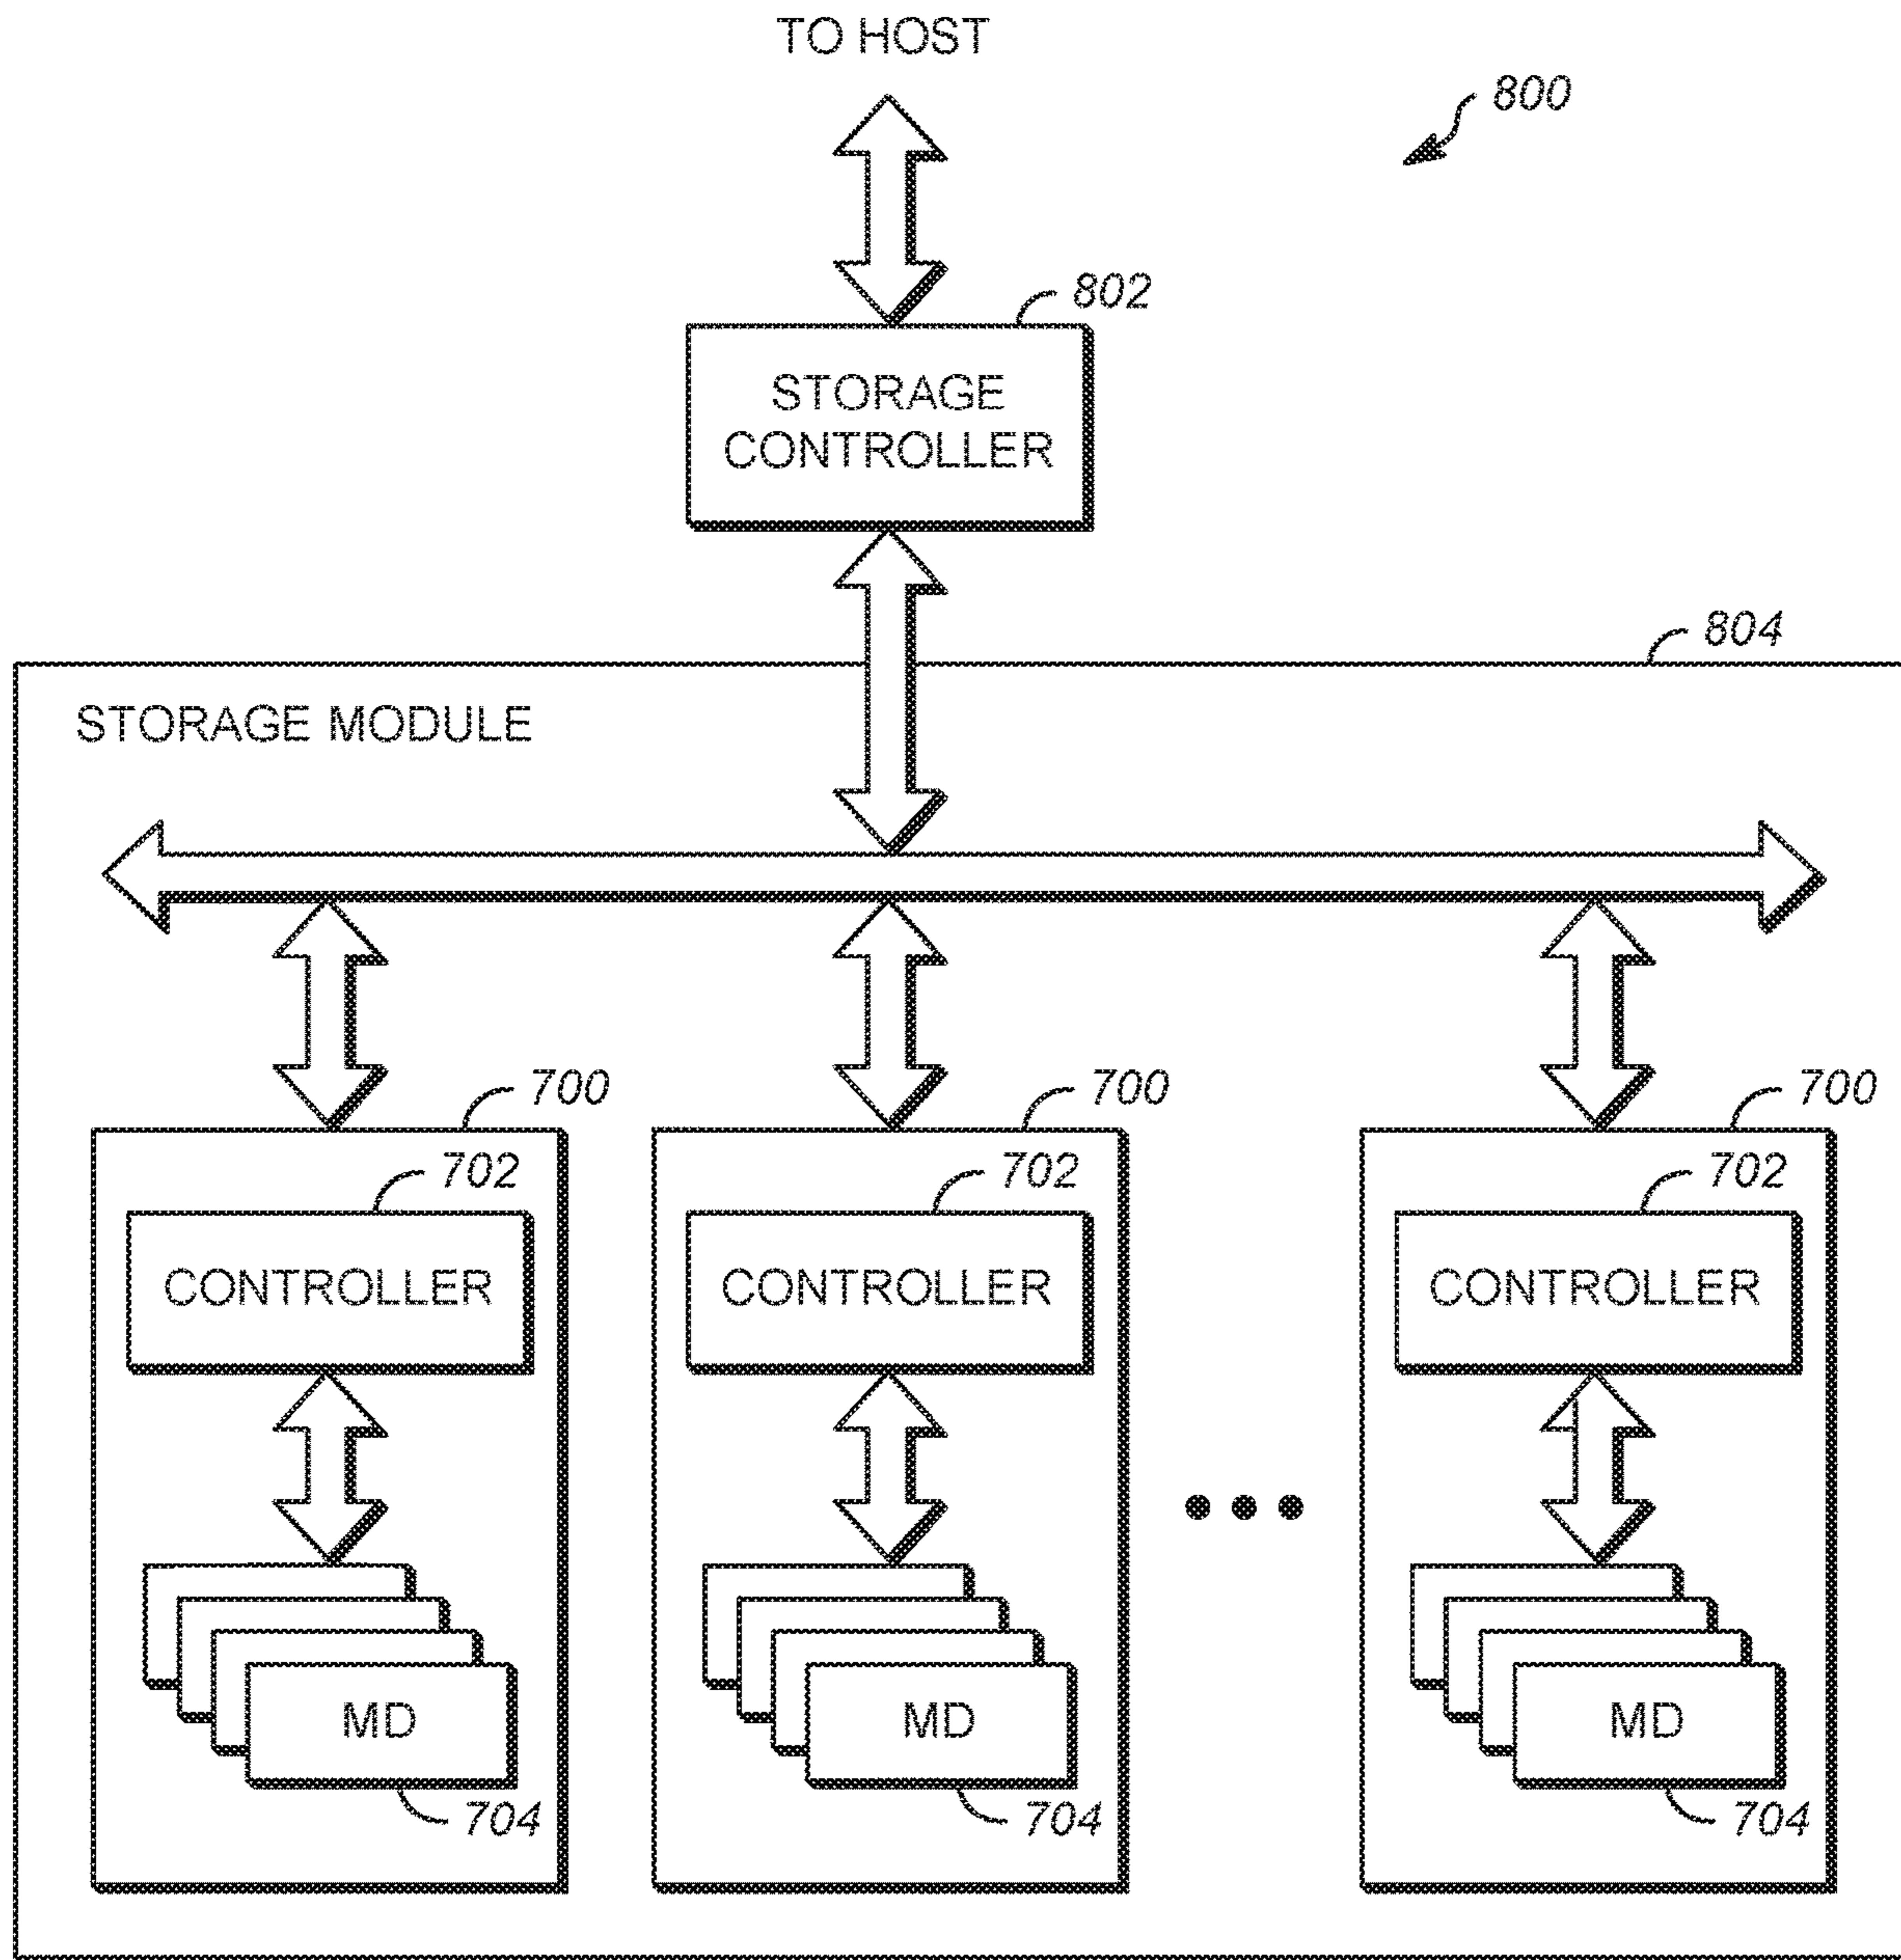 TO HOST
800
802
STORAGE
CONTROLLER
804
STORAGE MODULE
700
700
700
702
702
702
CONTROLLER
CONTROLLER
CONTROLLER
MD
MD
MD
704
704
704